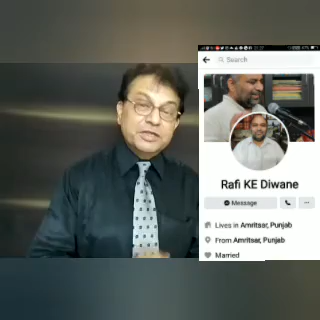 Search
Rafi KE Diwane
Message
Lives in Amritsar, Punjab
From Amritsar, Punjab
Married